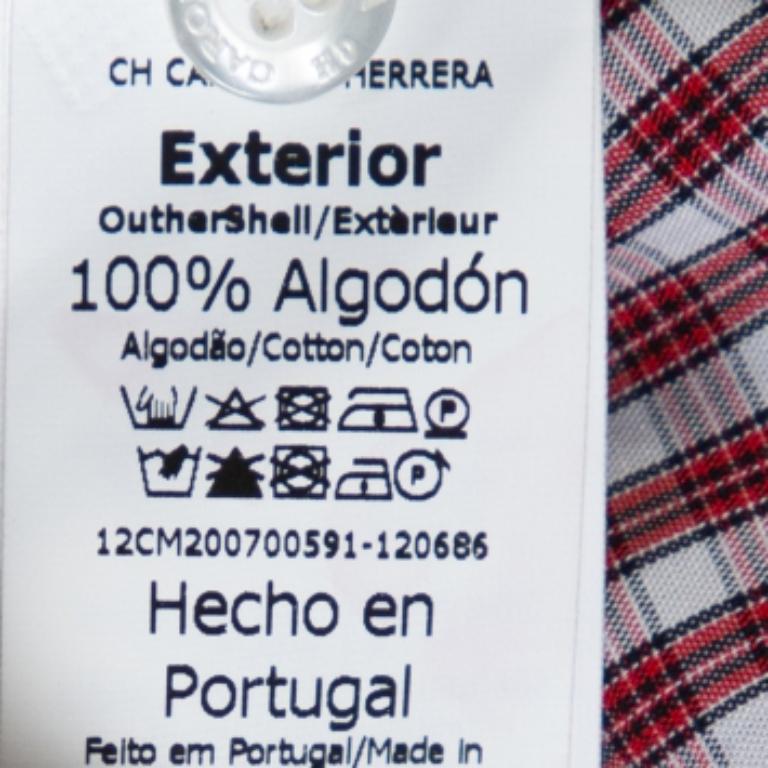 CH CA HERRERA
Exterior
OutherShell/Extèrieur
100% Algodón
Algodão/Cotton/Coton
12CM200700591-120686
Hecho en
Portugal
Feito em Portugal/Made in